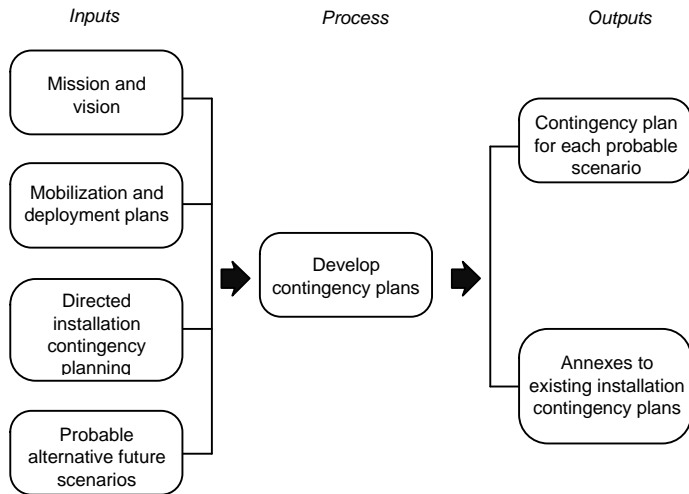 Inputs
Process
Outputs
Mission and
vision
Mobilization and
deployment plans
Directed
installation
contingency
planning
Probable
alternative future
scenarios
Develop
contingency plans
Contingency plan
for each probable
scenario
Annexes to
existing installation
contingency plans